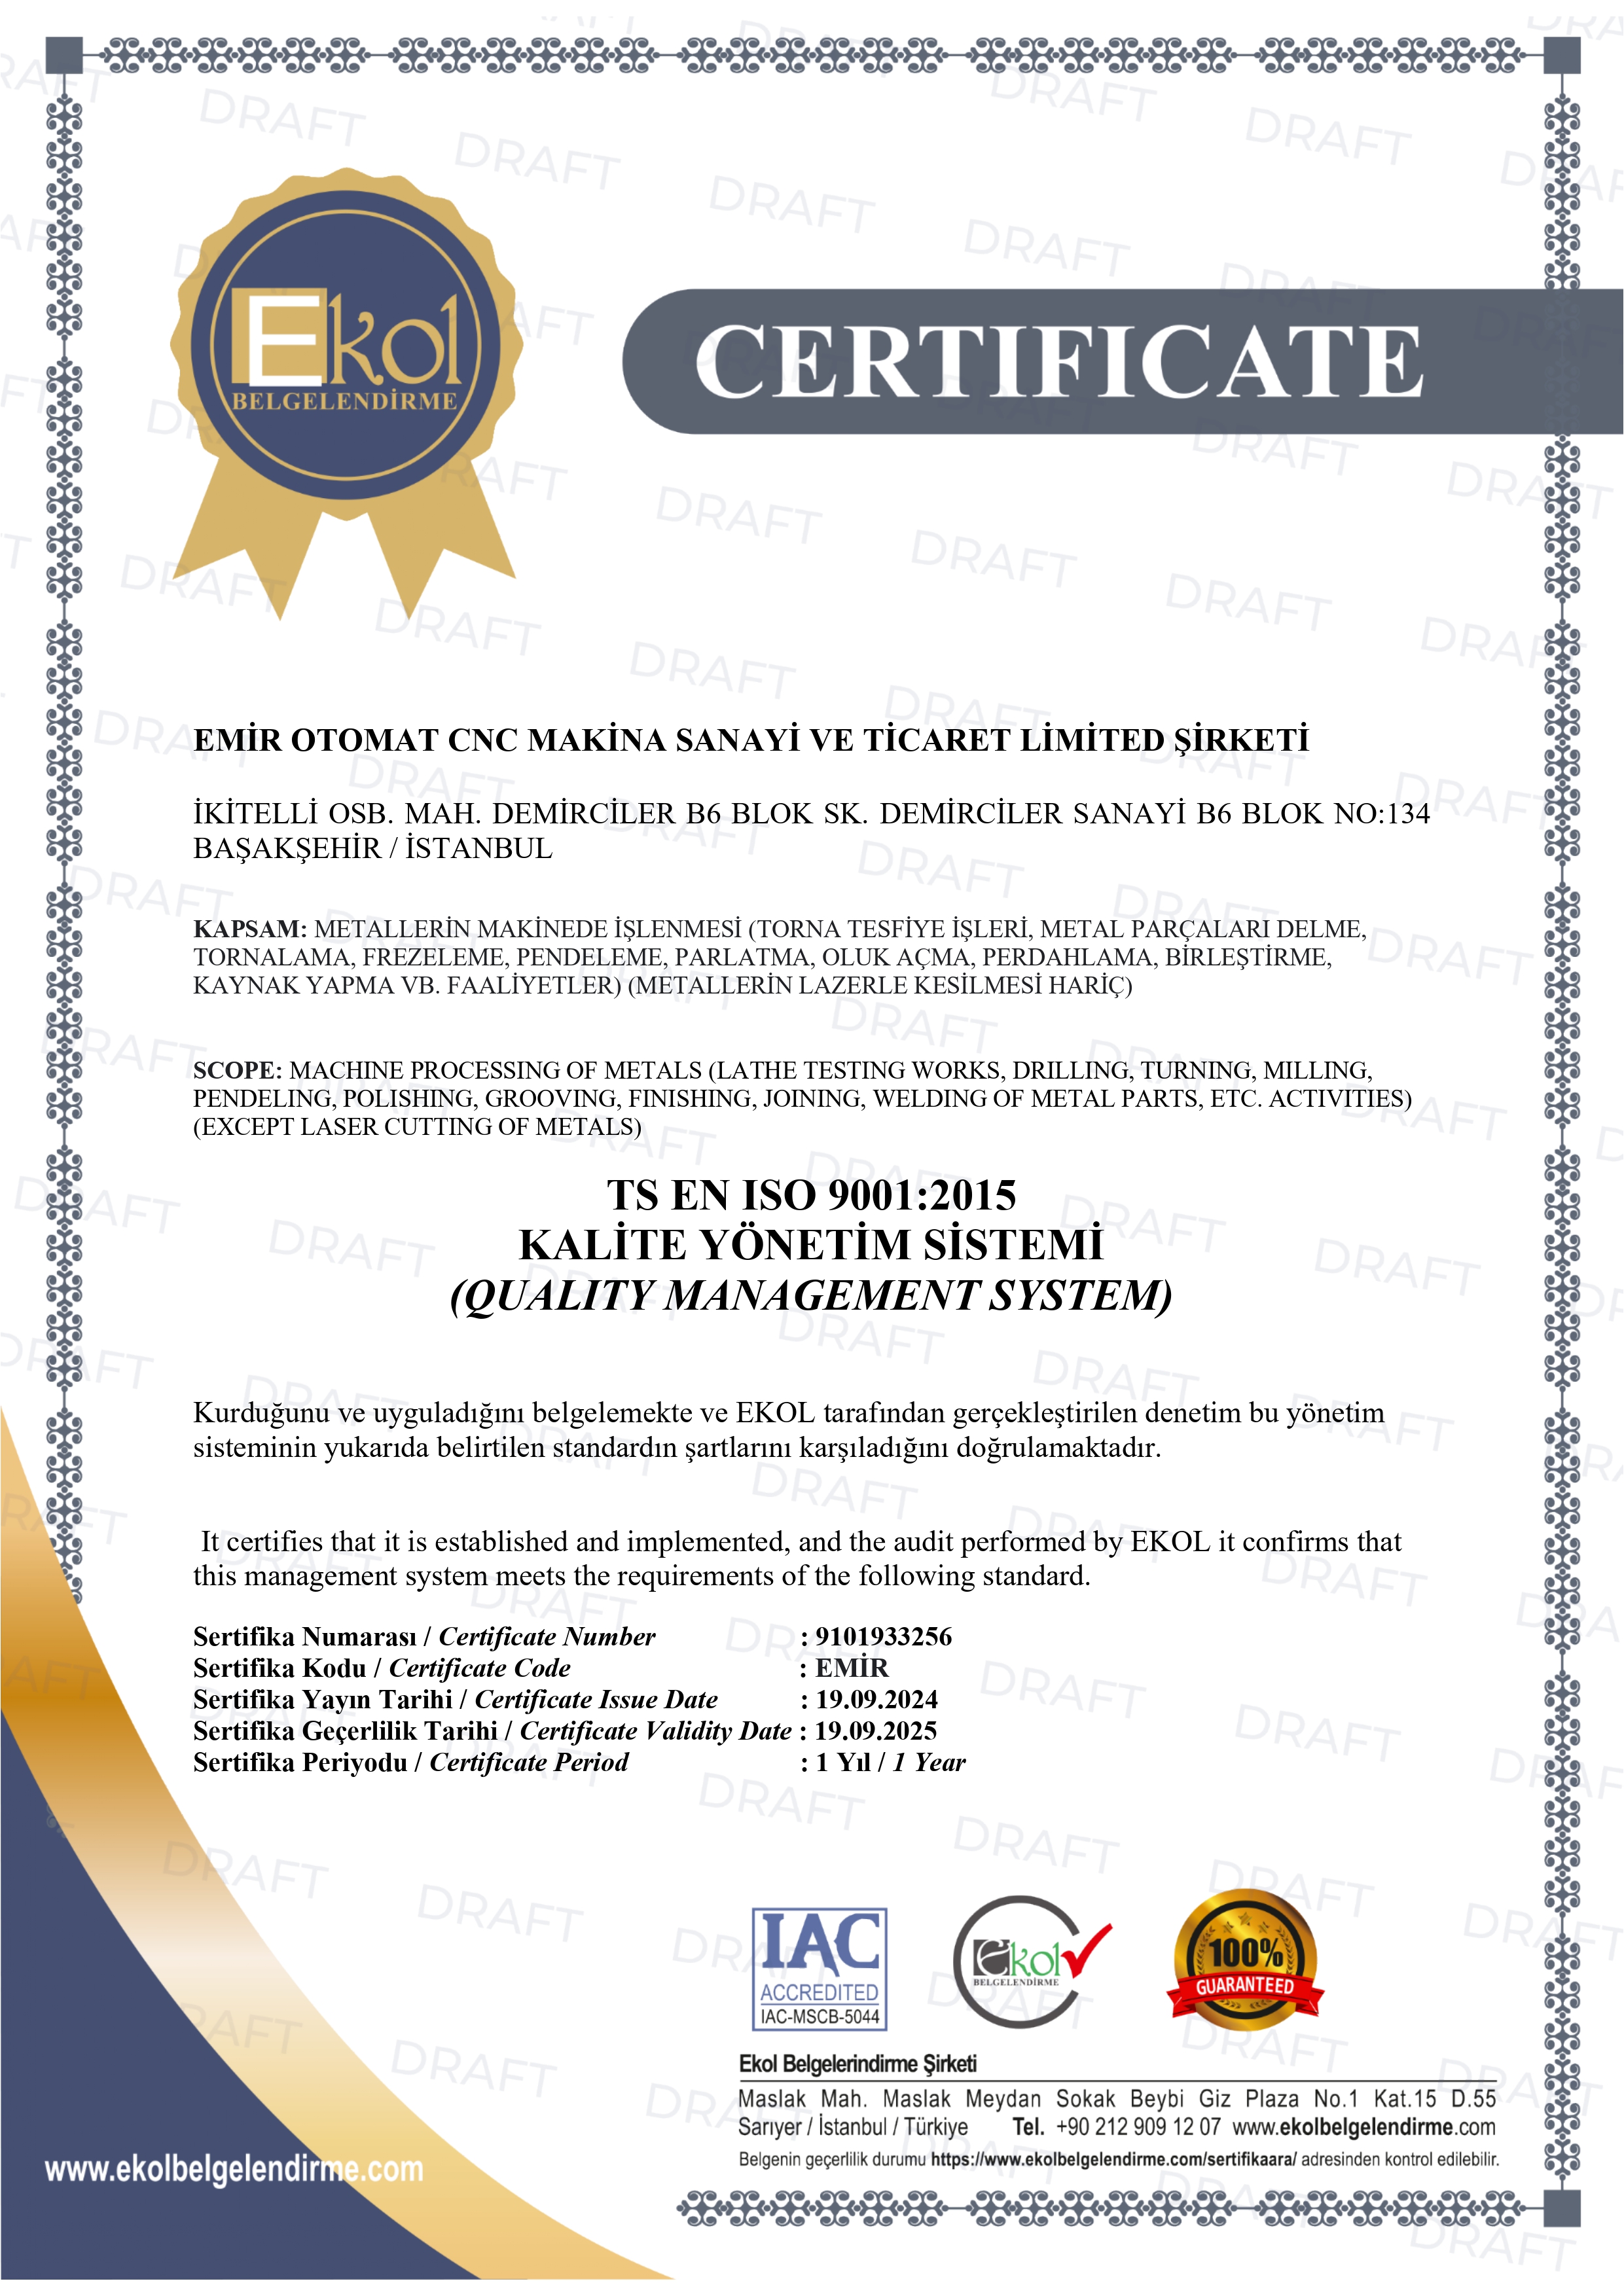 Ekol
BELGELENDİRME
CERTIFICATE
EMİR OTOMAT CNC MAKİNA SANAYİ VE TİCARET LİMİTED ŞİRKETİ
İKİTELLİ OSB. MAH. DEMİRCİLER B6 BLOK SK. DEMİRCİLER SANAYİ B6 BLOK NO:134
BAŞAKŞEHİR / İSTANBUL
KAPSAM: METALLERİN MAKİNEDE İŞLENMESİ (TORNA TESFİYE İŞLERİ, METAL PARÇALARI DELME,
TORNALAMA, FREZELEME, PENDELEME, PARLATMA, OLUK AÇMA, PERDAHLAMA, BİRLEŞTİRME,
KAYNAK YAPMA VB. FAALİYETLER) (METALLERİN LAZERLE KESİLMESİ HARİÇ)
SCOPE: MACHINE PROCESSING OF METALS (LATHE TESTING WORKS, DRILLING, TURNING, MILLING,
PENDELING, POLISHING, GROOVING, FINISHING, JOINING, WELDING OF METAL PARTS, ETC. ACTIVITIES)
(EXCEPT LASER CUTTING OF METALS)
TS EN ISO 9001:2015
KALİTE YÖNETİM SİSTEMİ
(QUALITY MANAGEMENT SYSTEM)
Kurduğunu ve uyguladığını belgelemekte ve EKOL tarafından gerçekleştirilen denetim bu yönetim
sisteminin yukarıda belirtilen standardın şartlarını karşıladığını doğrulamaktadır.
It certifies that it is established and implemented, and the audit performed by EKOL it confirms that
this management system meets the requirements of the following standard.
Sertifika Numarası / Certificate Number : 9101933256
Sertifika Kodu / Certificate Code : EMİR
Sertifika Yayın Tarihi / Certificate Issue Date : 19.09.2024
Sertifika Geçerlilik Tarihi / Certificate Validity Date : 19.09.2025
Sertifika Periyodu / Certificate Period : 1 Yıl / 1 Year
IAC
ACCREDITED
IAC-MSCB-5044
Ekol
BELGELENDİRME
100%
GUARANTEED
Ekol Belgelerindirme Şirketi
Maslak Mah. Maslak Meydan Sokak Beybi Giz Plaza No.1 Kat.15 D.55
Sarıyer / İstanbul / Türkiye Tel. +90 212 909 12 07 www.ekolbelgelendirme.com
Belgenin geçerlilik durumu https://www.ekolbelgelendirme.com/sertifikaara/ adresinden kontrol edilebilir.
www.ekolbelgelendirme.com
DRAFT